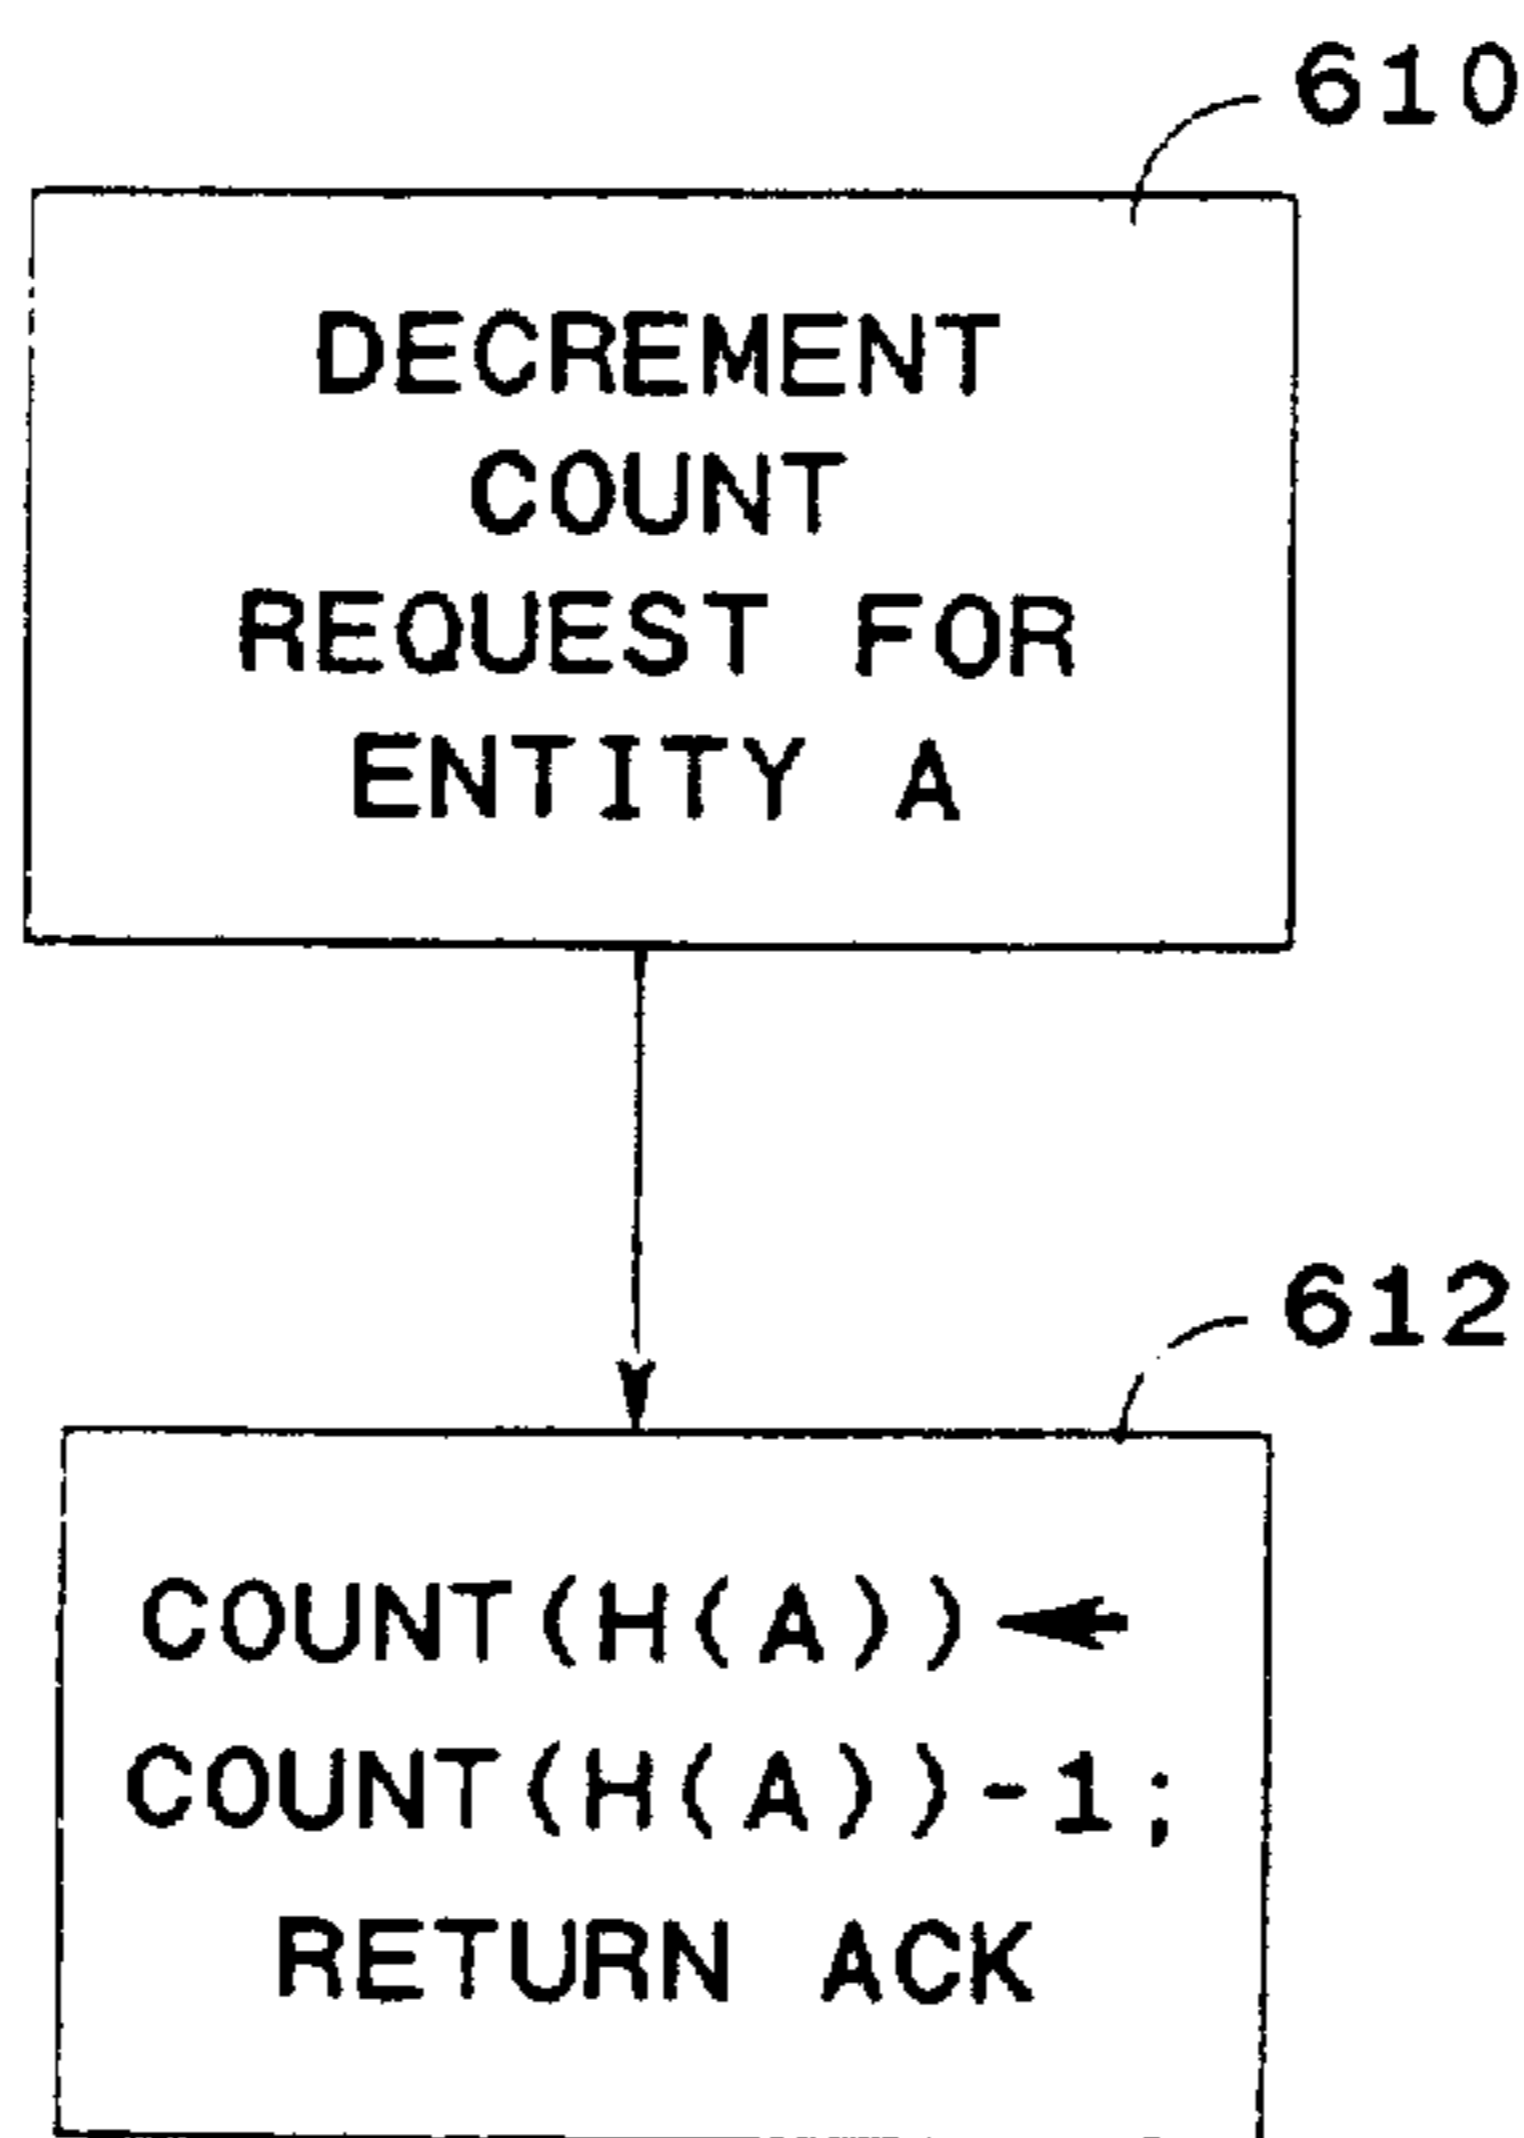 610
DECREMENT
COUNT
REQUEST FOR
ENTITY A
612
COUNT(H(A))←
COUNT(H(A))-1;
RETURN ACK